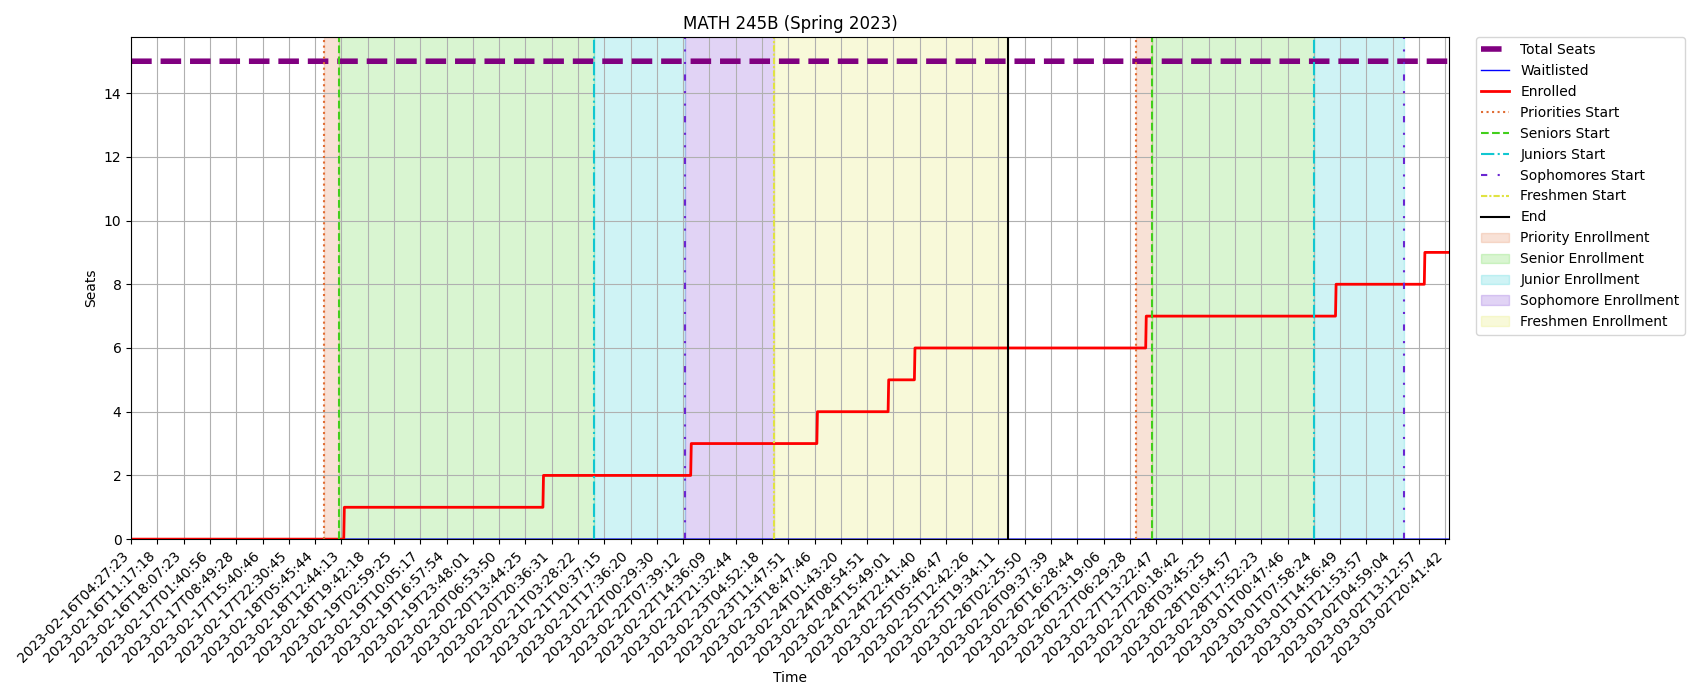 MATH 245B (Spring 2023)
Total Seats
Waitlisted
Enrolled
Priorities Start
Seniors Start
Juniors Start
Sophomores Start
Freshmen Start
End
Priority Enrollment
Senior Enrollment
Junior Enrollment
Sophomore Enrollment
Freshmen Enrollment
Seats
14
12
10
8
6
4
2
0
2023-02-16T04:27:23
2023-02-16T11:17:18
2023-02-16T18:07:23
2023-02-17T01:40:56
2023-02-17T08:49:28
2023-02-17T15:40:46
2023-02-17T22:30:45
2023-02-18T05:45:44
2023-02-18T12:44:13
2023-02-18T19:42:18
2023-02-19T02:59:25
2023-02-19T10:05:17
2023-02-19T16:57:54
2023-02-19T23:48:01
2023-02-20T06:53:50
2023-02-20T13:44:25
2023-02-20T20:36:31
2023-02-21T03:28:22
2023-02-21T10:37:15
2023-02-21T17:36:20
2023-02-22T00:29:30
2023-02-22T07:39:12
2023-02-22T14:36:09
2023-02-22T21:32:44
2023-02-23T04:52:18
2023-02-23T11:47:51
2023-02-23T18:47:46
2023-02-24T01:43:20
2023-02-24T08:54:51
2023-02-24T15:49:01
2023-02-24T22:41:40
2023-02-25T05:46:47
2023-02-25T12:42:26
2023-02-25T19:34:11
2023-02-26T02:25:50
2023-02-26T09:37:39
2023-02-26T16:28:44
2023-02-26T23:19:06
2023-02-27T06:29:28
2023-02-27T13:22:47
2023-02-27T20:18:42
2023-02-28T03:45:25
2023-02-28T10:54:57
2023-02-28T17:52:23
2023-03-01T00:47:46
2023-03-01T07:58:24
2023-03-01T14:56:49
2023-03-01T21:53:57
2023-03-02T04:59:04
2023-03-02T13:12:57
2023-03-02T20:41:42
Time